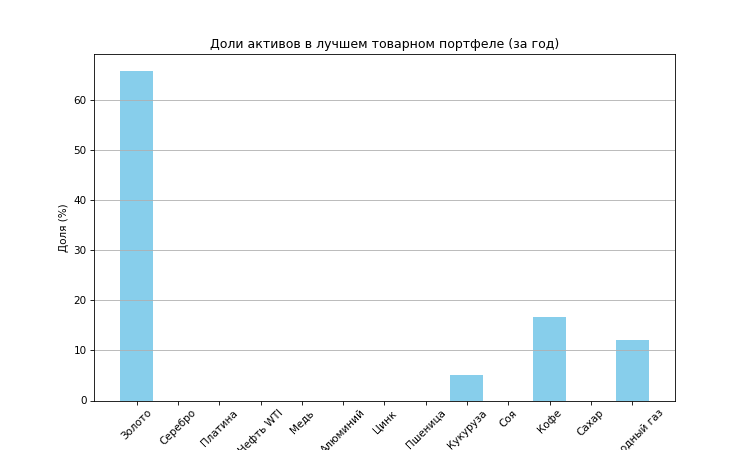 Доли активов в лучшем товарном портфеле (за год)
Доля (%)
60
50
40
30
20
10
0
Золото
Серебро
Платина
Нефть WTI
Медь
Алюминий
Цинк
Пшеница
Кукуруза
Соя
Кофе
Сахар
одный газ